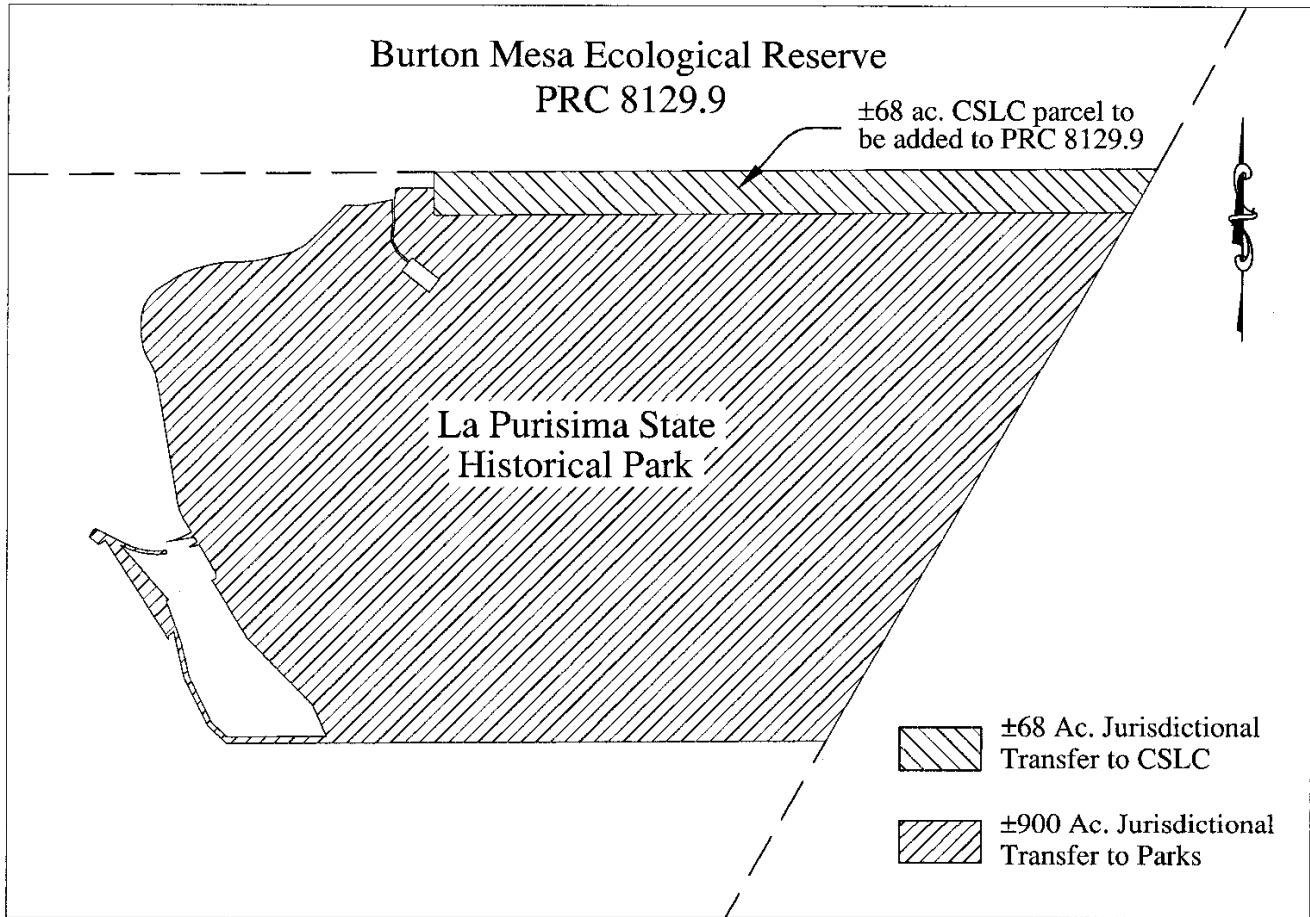 Burton Mesa Ecological Reserve
PRC 8129.9
±68 ac. CSLC parcel to
be added to PRC 8129.9
La Purisima State
Historical Park
±68 Ac. Jurisdictional
Transfer to CSLC
±900 Ac. Jurisdictional
Transfer to Parks